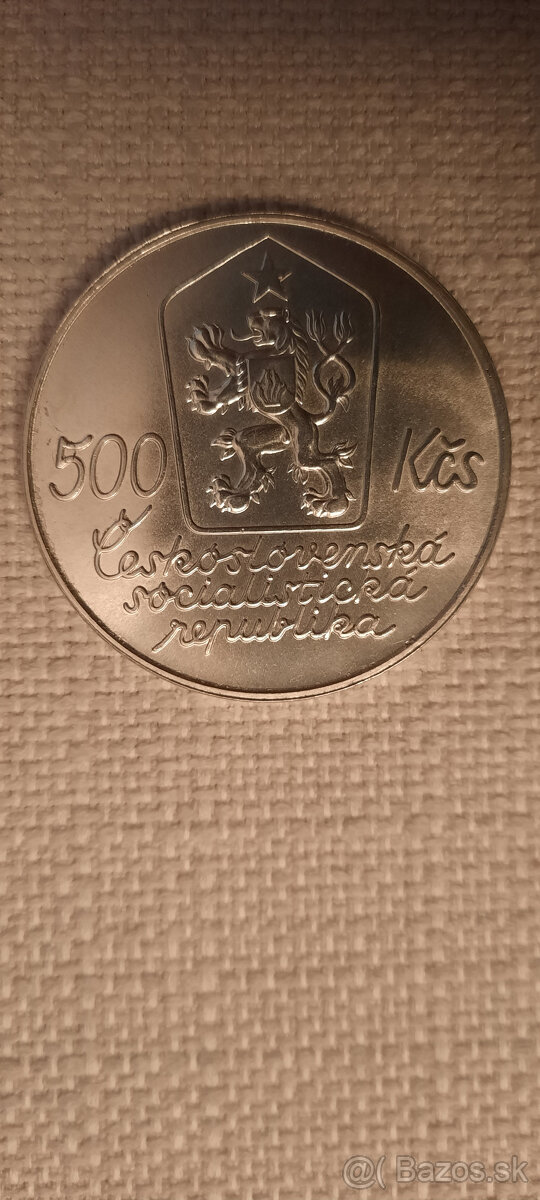 500 Kčs
Československá
socialistická
republika
@ Bazos.sk